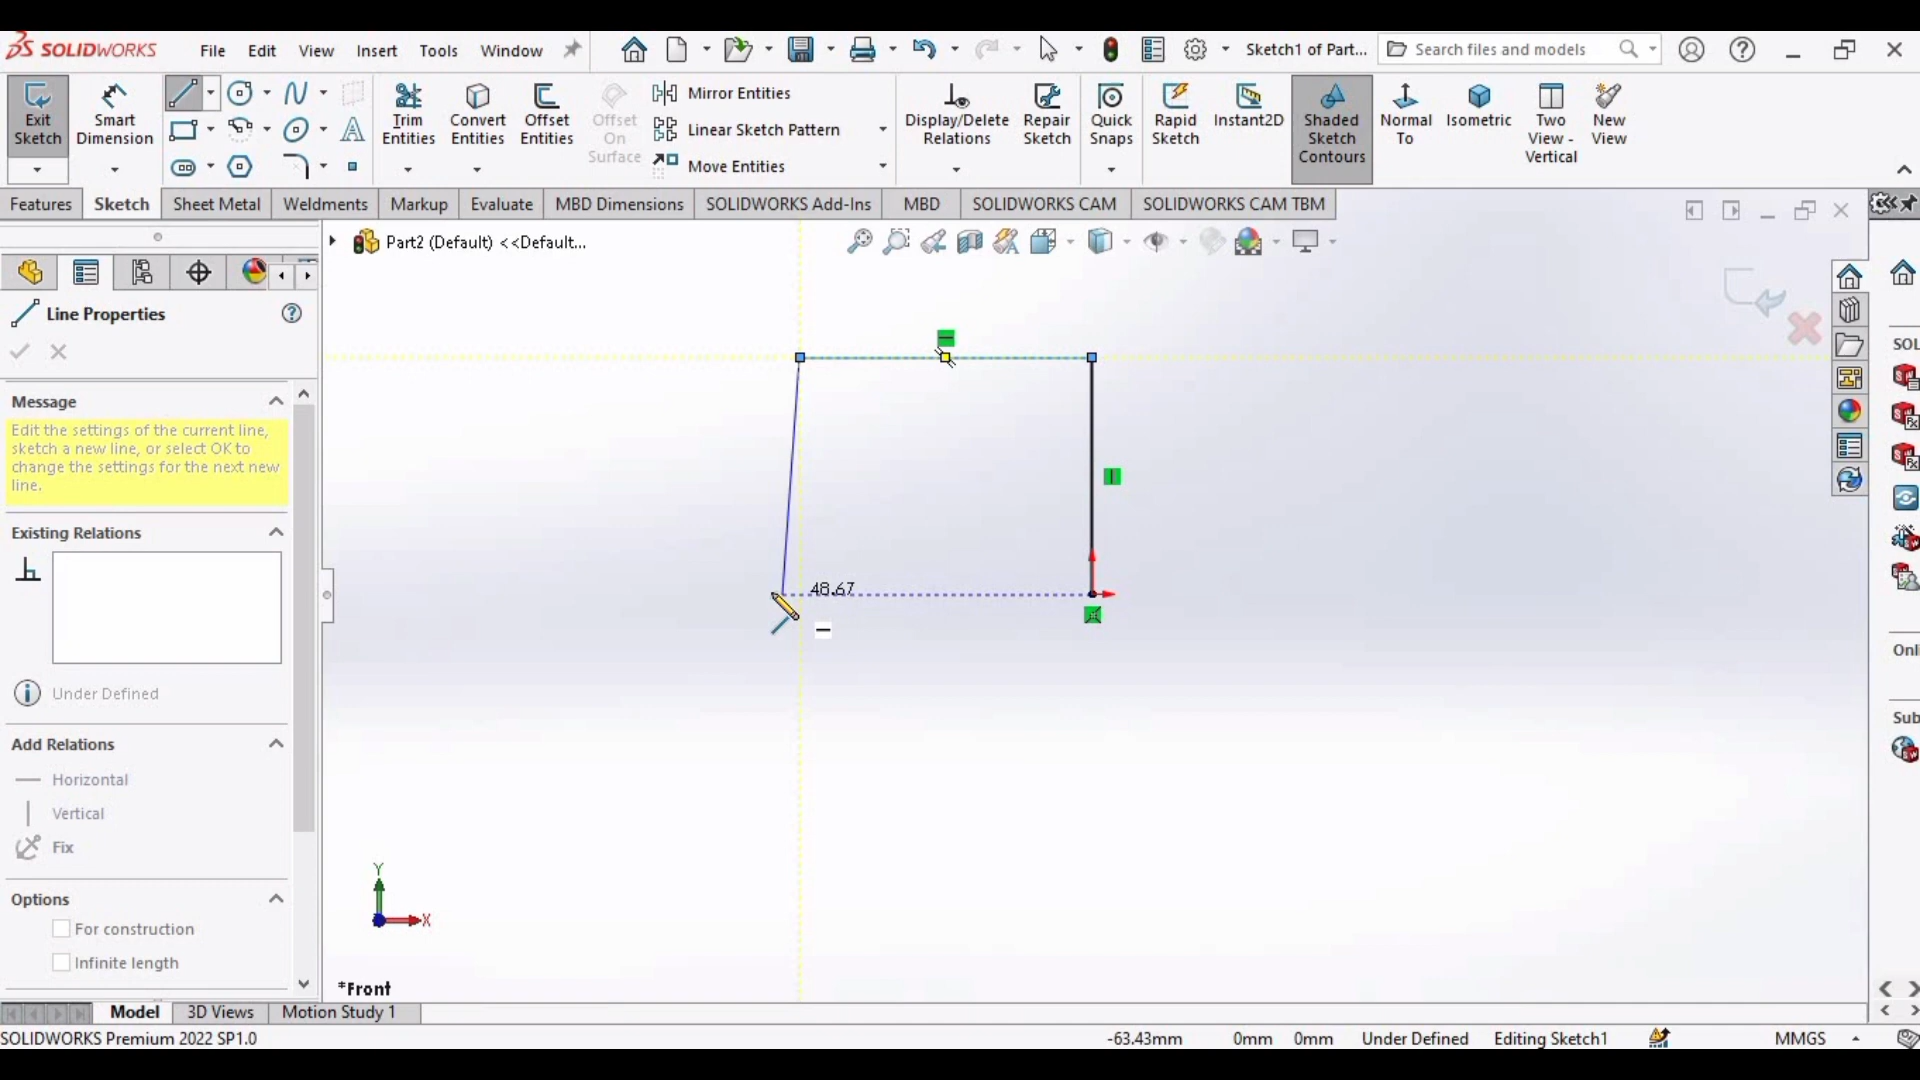 SOLIDWORKS File Edit View Insert Tools Window Sketch1 of Part... Search files and models
Exit Sketch
Smart Dimension
Trim Entities
Convert Entities
Offset Entities
Offset On Surface
Mirror Entities
Linear Sketch Pattern
Move Entities
Display/Delete Relations
Repair Sketch
Quick Snaps
Rapid Sketch
Instant2D
Shaded Sketch Contours
Normal To
Isometric
Two View - Vertical
New View
Features Sketch Sheet Metal Weldments Markup Evaluate MBD Dimensions SOLIDWORKS Add-Ins MBD SOLIDWORKS CAM SOLIDWORKS CAM TBM
Part2 (Default) <<Default...
Line Properties
Message
Edit the settings of the current line,
sketch a new line, or select OK to
change the settings for the next new
line.
Existing Relations
Under Defined
Add Relations
Horizontal
Vertical
Fix
Options
For construction
Infinite length
48.67
Y
X
*Front
SOL
Onli
Sub
Model 3D Views Motion Study 1
SOLIDWORKS Premium 2022 SP1.0 -63.43mm 0mm 0mm Under Defined Editing Sketch1 MMGS